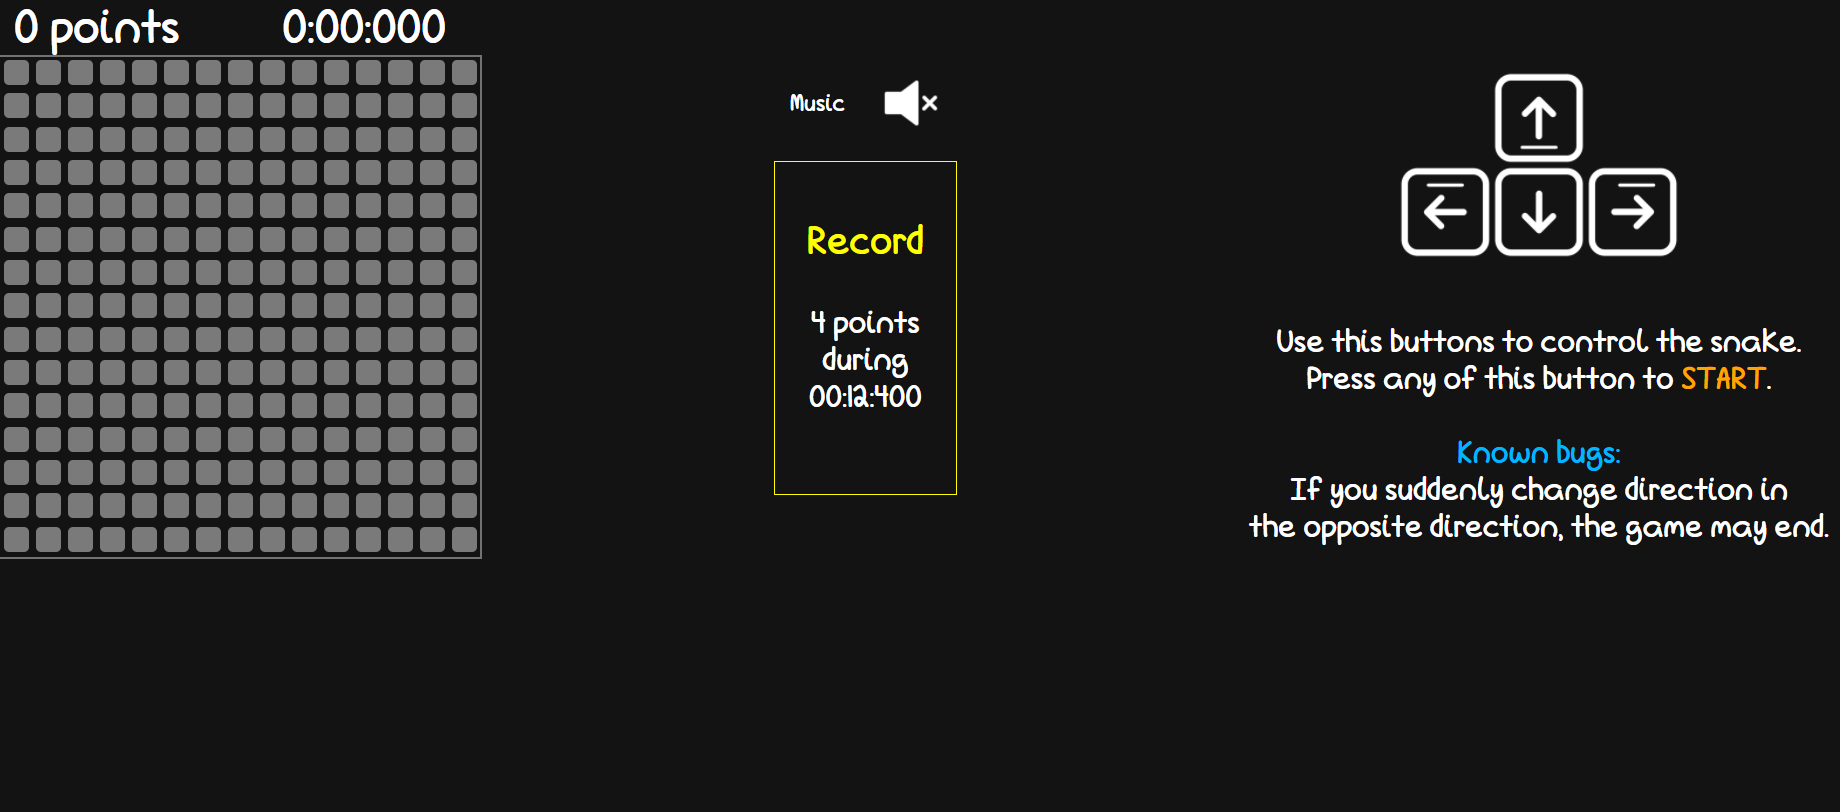 0 points 0:00:000
Music
Record
4 points
during
00:12:400
Use this buttons to control the snake.
Press any of this button to START.
Known bugs:
If you suddenly change direction in
the opposite direction, the game may end.